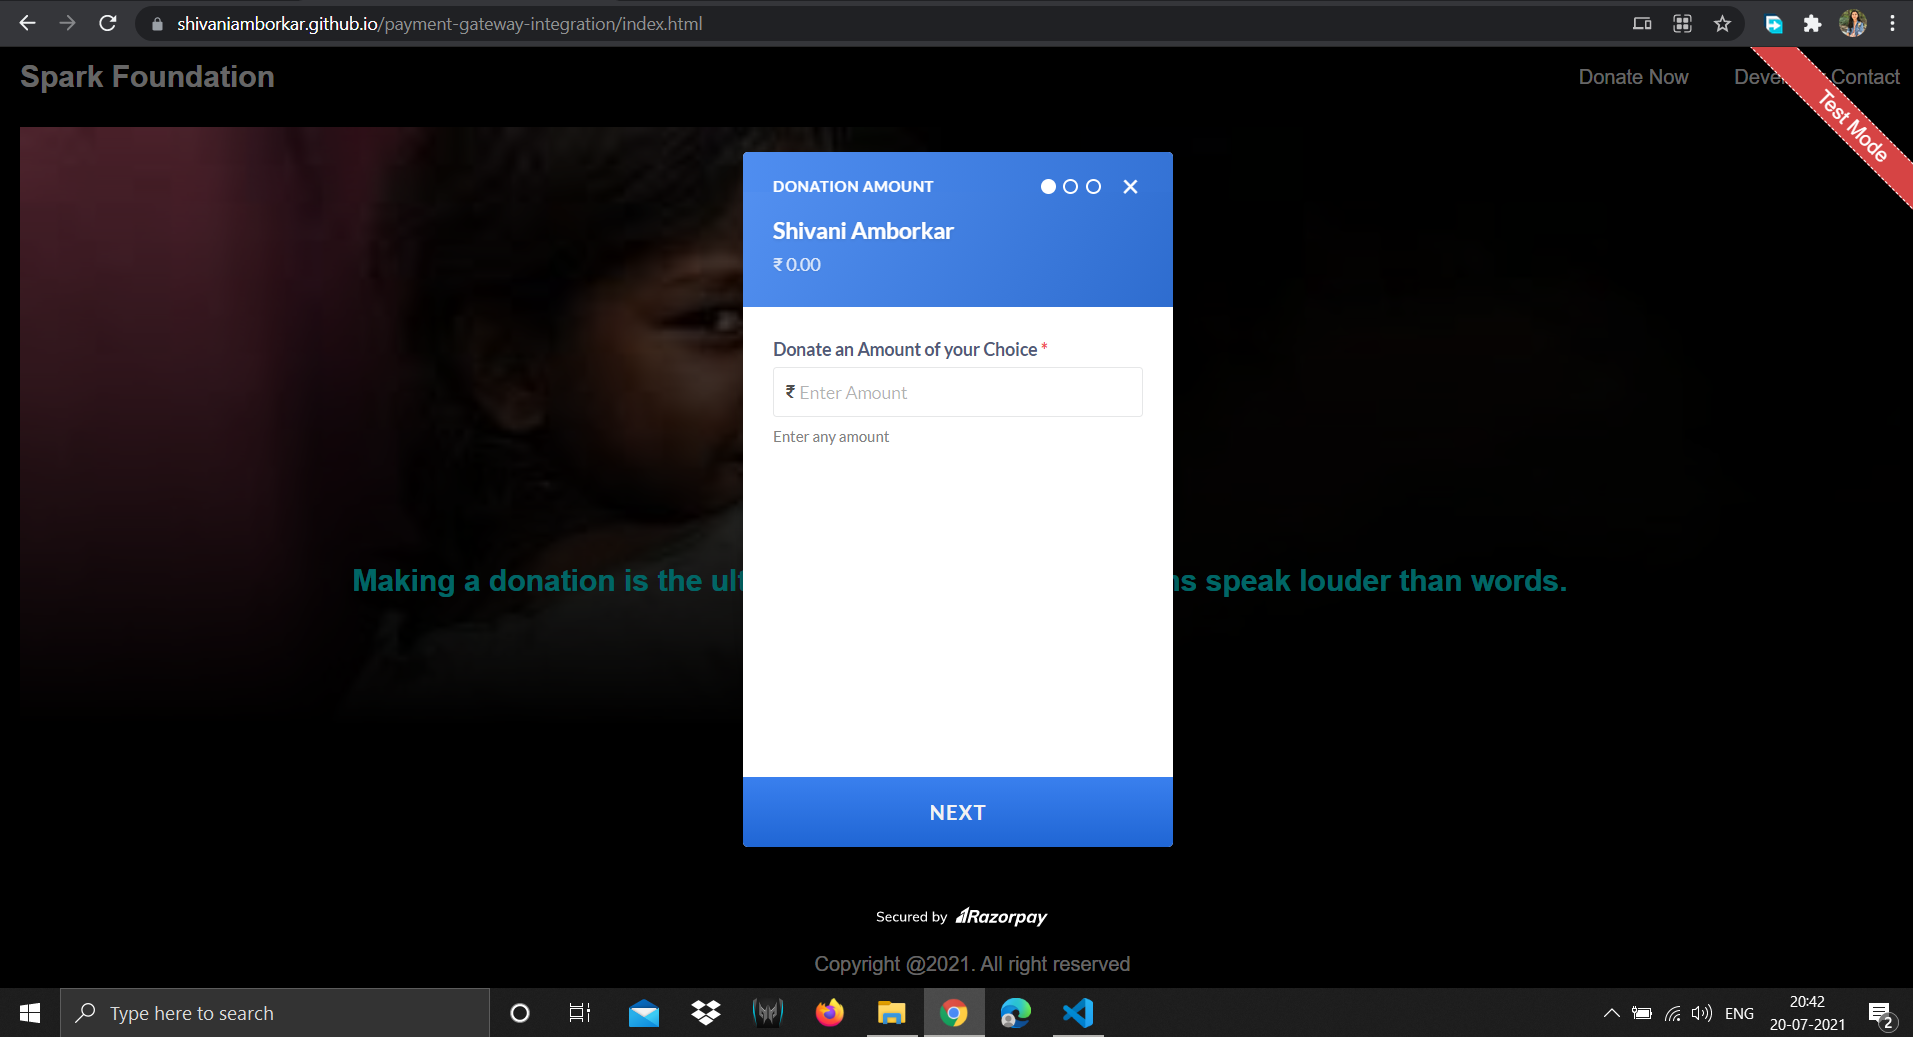 shivaniamborkar.github.io/payment-gateway-integration/index.html
Spark Foundation
Donate Now
Deve
Contact
Test Mode
DONATION AMOUNT
Shivani Amborkar
₹ 0.00
Donate an Amount of your Choice *
₹ Enter Amount
Enter any amount
Making a donation is the ult
ns speak louder than words.
NEXT
Secured by Razorpay
Copyright @2021. All right reserved
Type here to search
ENG
20:42
20-07-2021
2